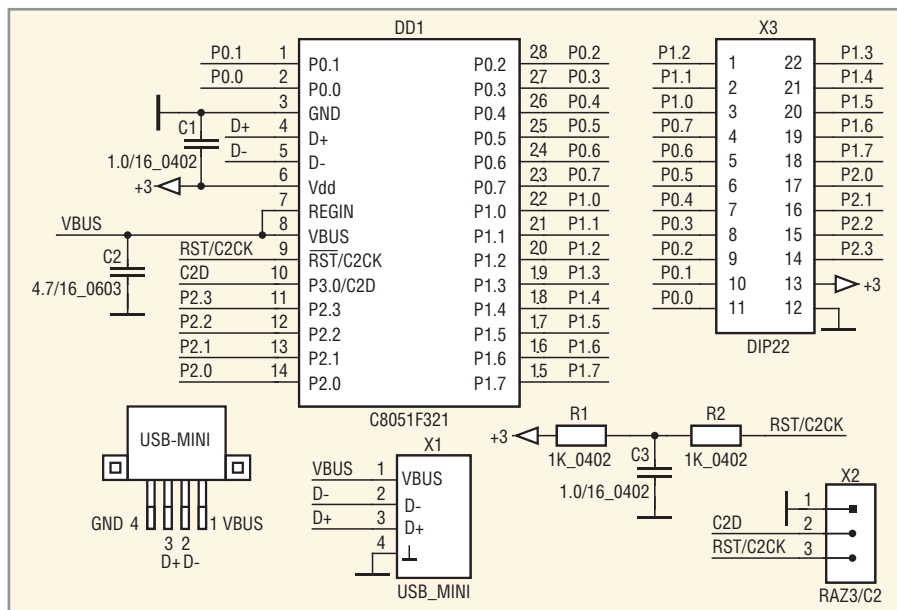 DD1
P0.1 1 P0.1 P0.2 28 P0.2
P0.0 2 P0.0 P0.3 27 P0.3
3 GND P0.4 26 P0.4
C1
1.0/16_0402
D+ 4 D+ P0.5 25 P0.5
D- 5 D- P0.6 24 P0.6
+3 6 Vdd P0.7 23 P0.7
7 REGIN P1.0 22 P1.0
VBUS 8 VBUS P1.1 21 P1.1
C2
4.7/16_0603
RST/C2CK 9 RST/C2CK P1.2 20 P1.2
C2D 10 P3.0/C2D P1.3 19 P1.3
P2.3 11 P2.3 P1.4 18 P1.4
P2.2 12 P2.2 P1.5 17 P1.5
P2.1 13 P2.1 P1.6 16 P1.6
P2.0 14 P2.0 P1.7 15 P1.7
C8051F321
X3
P1.2 1 22 P1.3
P1.1 2 21 P1.4
P1.0 3 20 P1.5
P0.7 4 19 P1.6
P0.6 5 18 P1.7
P0.5 6 17 P2.0
P0.4 7 16 P2.1
P0.3 8 15 P2.2
P0.2 9 14 P2.3
P0.1 10 13 +3
P0.0 11 12
DIP22
USB-MINI
GND 4 1 VBUS
3 2
D+ D-
X1
VBUS 1 VBUS
D- 2 D-
D+ 3 D+
4
USB_MINI
+3 R1 R2 RST/C2CK
1K_0402 1K_0402
C3
1.0/16_0402
X2
1
C2D 2
RST/C2CK 3
RAZ3/C2